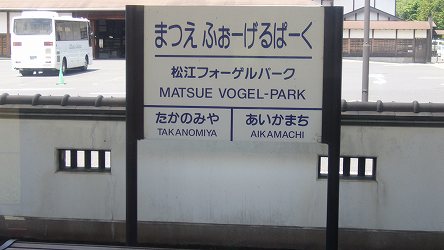 まつえ ふぉーげるぱーく
松江フォーゲルパーク
MATSUE VOGEL-PARK
たかのみや あいかまち
TAKANOMIYA AIKAMACHI